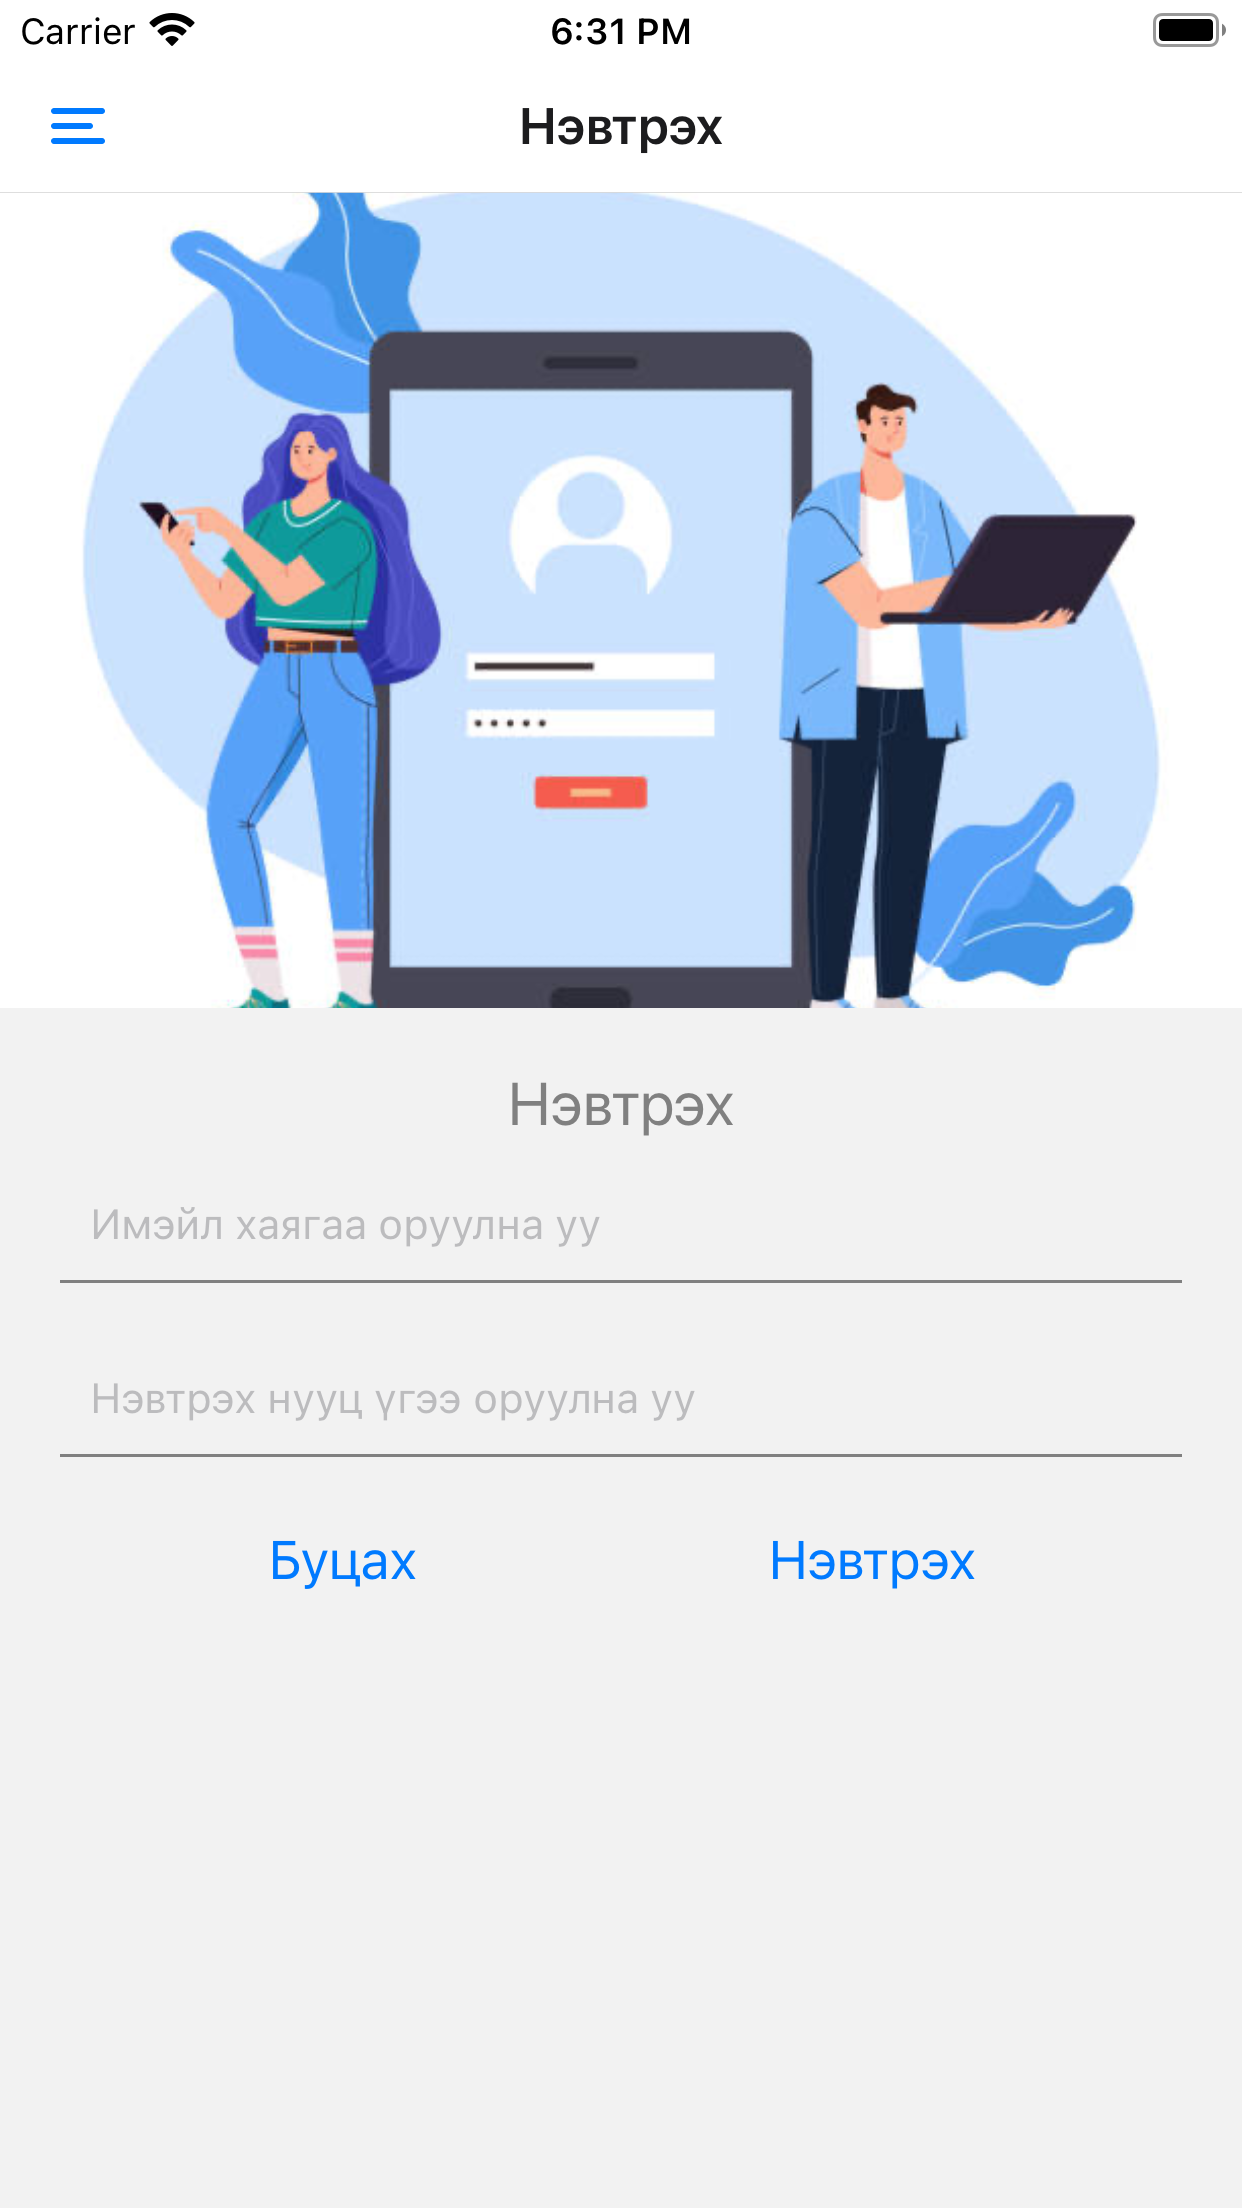 Carrier 6:31 PM
Нэвтрэх
Нэвтрэх
Имэйл хаягаа оруулна уу
Нэвтрэх нууц үгээ оруулна уу
Буцах Нэвтрэх